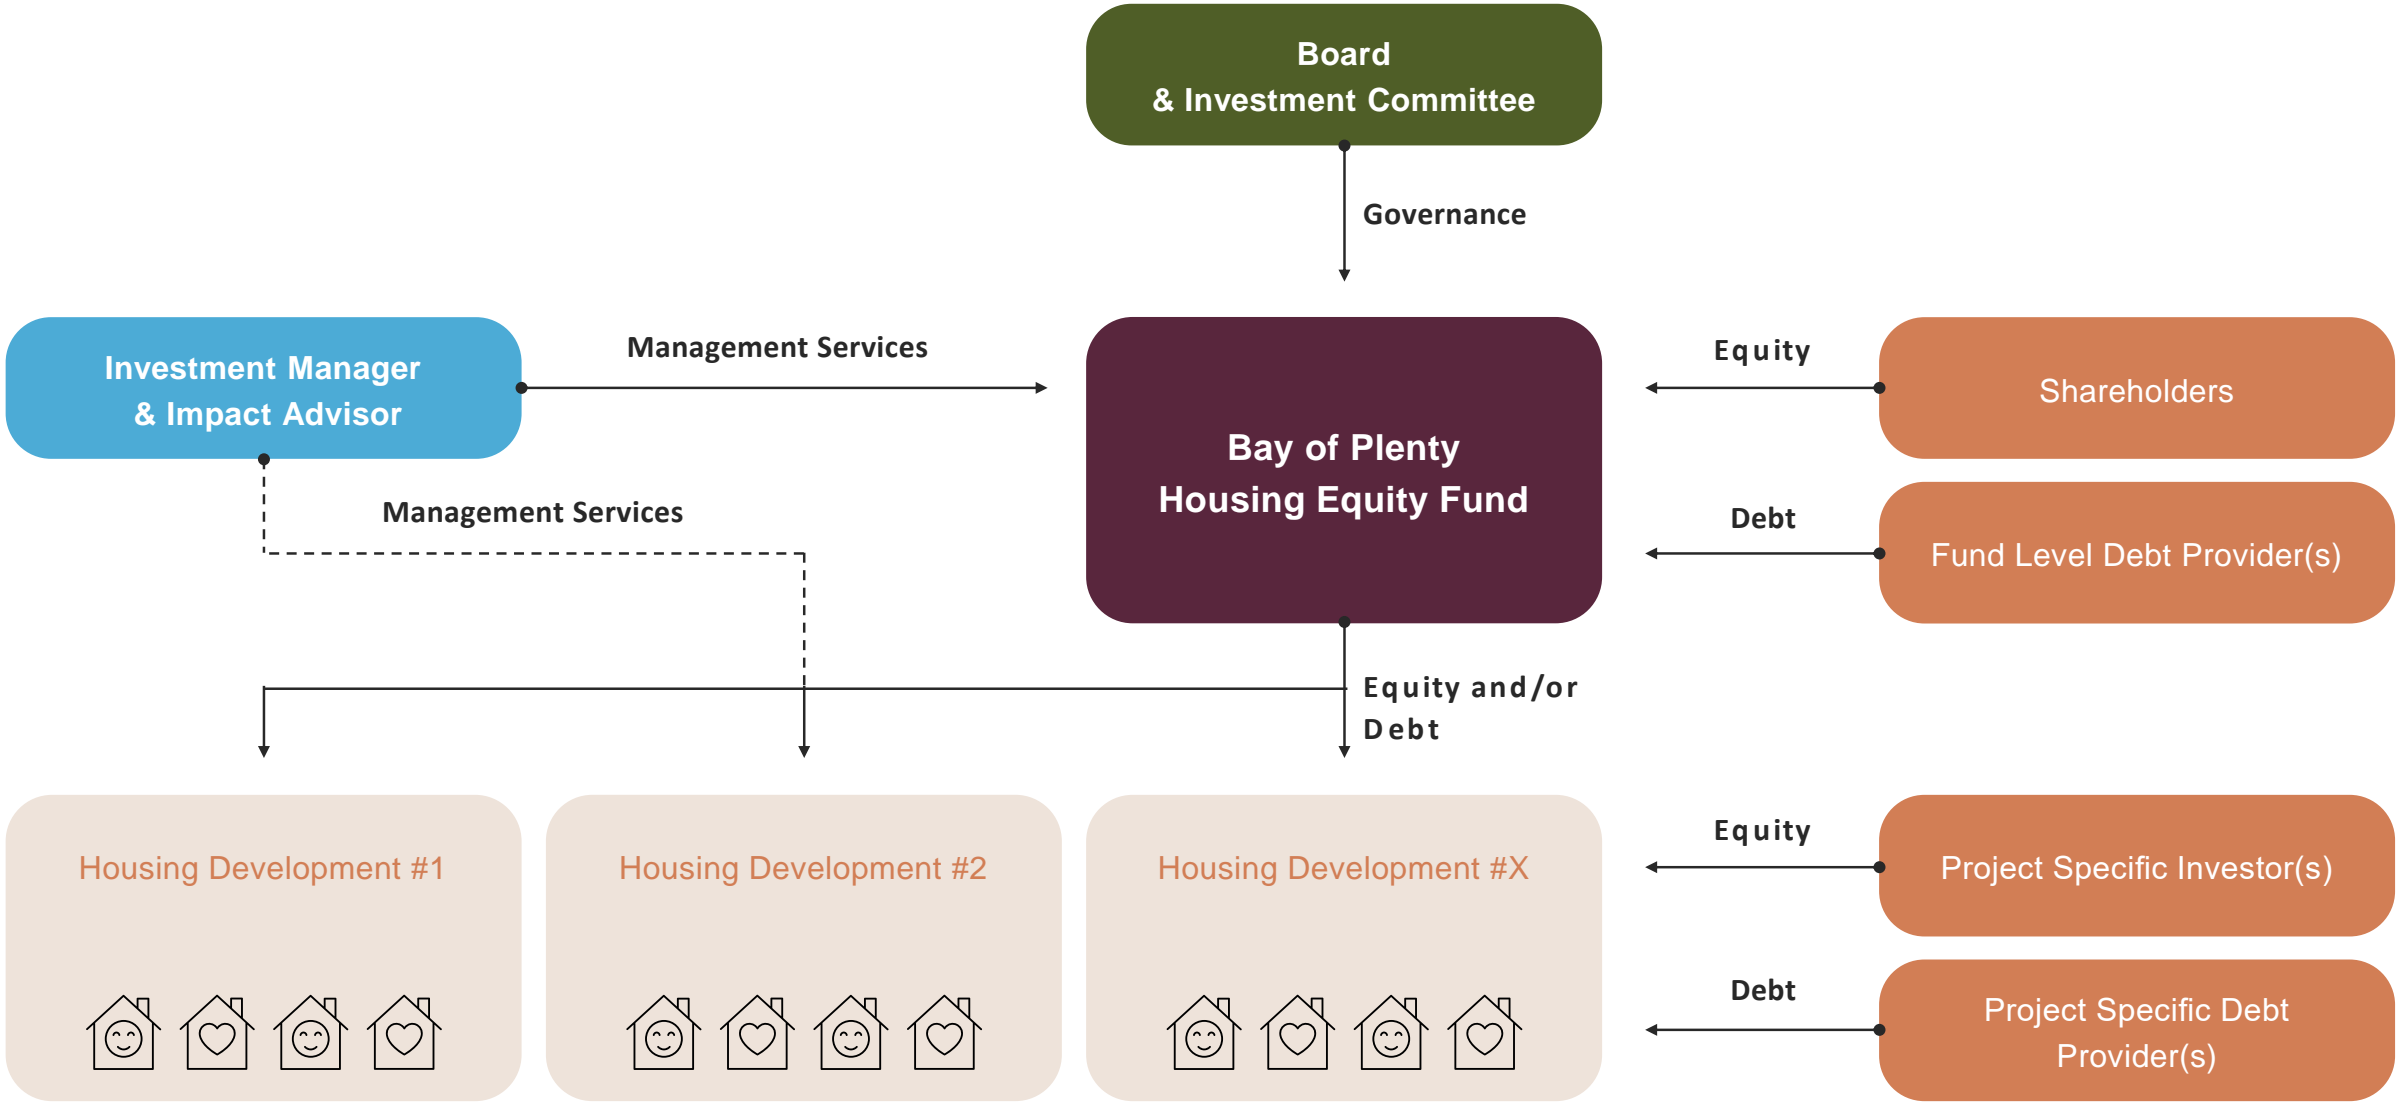 Board
& Investment Committee
Governance
Investment Manager
& Impact Advisor
Management Services
Management Services
Bay of Plenty
Housing Equity Fund
Equity
Shareholders
Debt
Fund Level Debt Provider(s)
Equity and/or
Debt
Housing Development #1
Housing Development #2
Housing Development #X
Equity
Project Specific Investor(s)
Debt
Project Specific Debt
Provider(s)